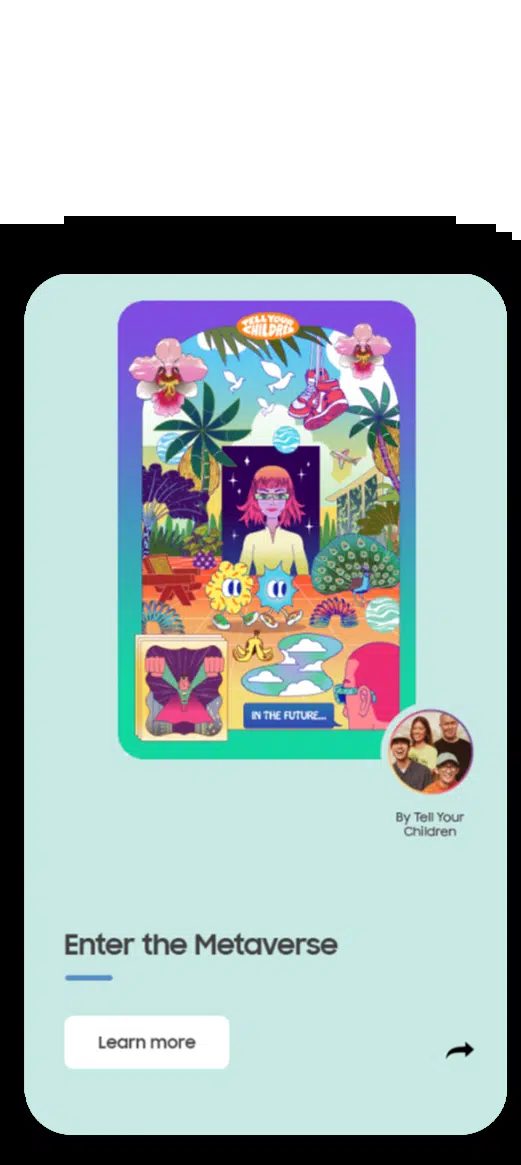 TELL YOUR
CHILDREN
IN THE FUTURE...
By Tell Your
Children
Enter the Metaverse
Learn more